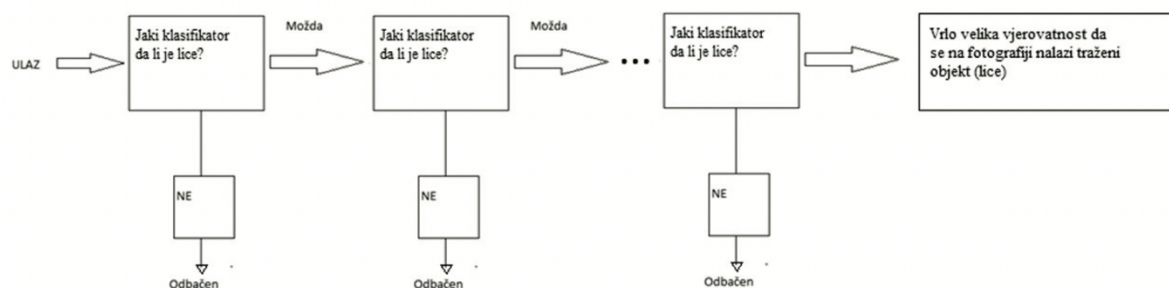 ULAZ
Jaki klasifikator
da li je lice?
Možda
Jaki klasifikator
da li je lice?
Možda
Jaki klasifikator
da li je lice?
Vrlo velika vjerovatnost da
se na fotografiji nalazi traženi
objekt (lice)
NE
NE
NE
Odbačen
Odbačen
Odbačen